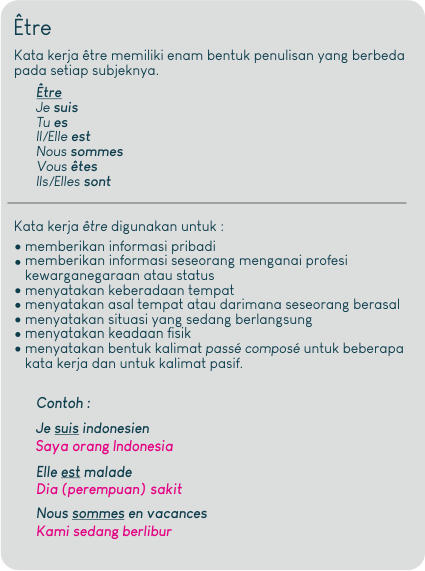 Être
Kata kerja être memiliki enam bentuk penulisan yang berbeda
pada setiap subjeknya.
Être
Je suis
Tu es
Il/Elle est
Nous sommes
Vous êtes
Ils/Elles sont
Kata kerja être digunakan untuk :
• memberikan informasi pribadi
• memberikan informasi seseorang menganai profesi
kewarganegaraan atau status
• menyatakan keberadaan tempat
• menyatakan asal tempat atau darimana seseorang berasal
• menyatakan situasi yang sedang berlangsung
• menyatakan keadaan fisik
• menyatakan bentuk kalimat passé composé untuk beberapa
kata kerja dan untuk kalimat pasif.
Contoh :
Je suis indonesien
Saya orang Indonesia
Elle est malade
Dia (perempuan) sakit
Nous sommes en vacances
Kami sedang berlibur